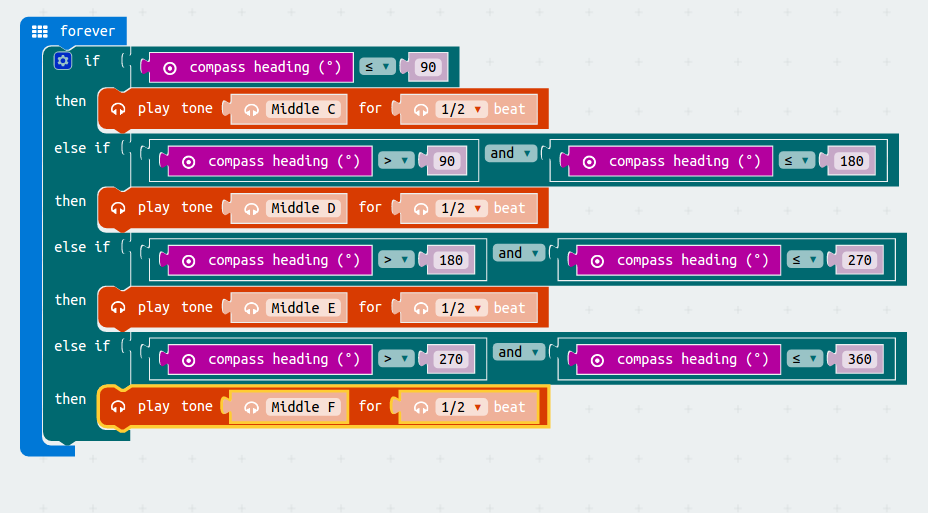 forever
if compass heading (°) ≤ ▼ 90
then play tone Middle C for 1/2 ▼ beat
else if compass heading (°) > ▼ 90 and ▼ compass heading (°) ≤ ▼ 180
then play tone Middle D for 1/2 ▼ beat
else if compass heading (°) > ▼ 180 and ▼ compass heading (°) ≤ ▼ 270
then play tone Middle E for 1/2 ▼ beat
else if compass heading (°) > ▼ 270 and ▼ compass heading (°) ≤ ▼ 360
then play tone Middle F for 1/2 ▼ beat